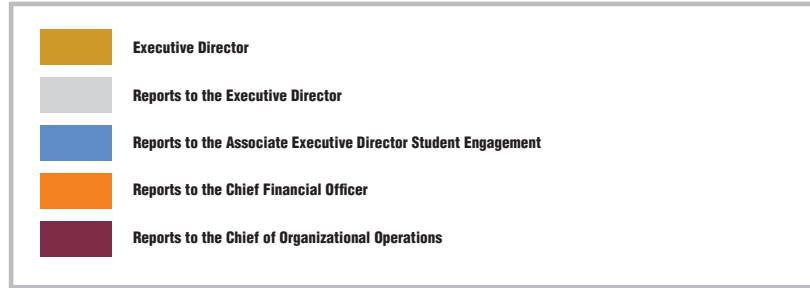 Executive Director
Reports to the Executive Director
Reports to the Associate Executive Director Student Engagement
Reports to the Chief Financial Officer
Reports to the Chief of Organizational Operations